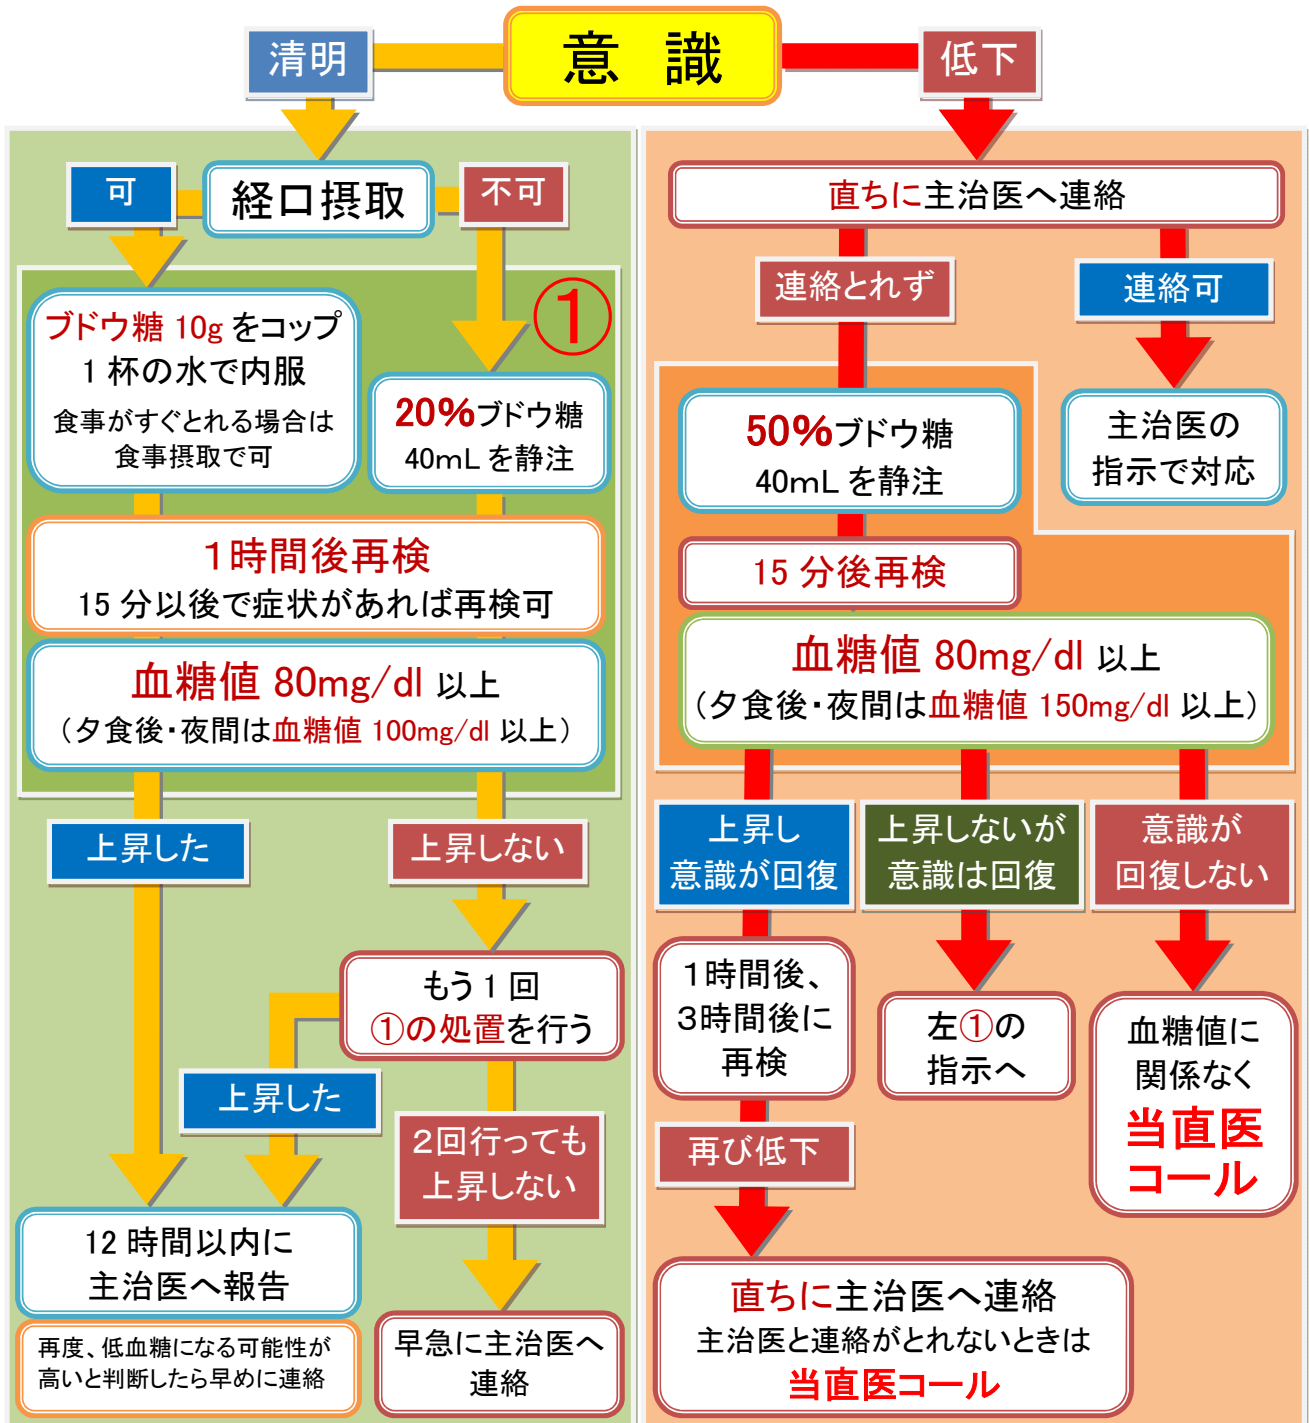 意 識
清明
低下
可
経口摂取
不可
①
ブドウ糖 10g をコップ
1 杯の水で内服
食事がすぐとれる場合は
食事摂取で可
20%ブドウ糖
40mL を静注
1時間後再検
15 分以後で症状があれば再検可
血糖値 80mg/dl 以上
(夕食後・夜間は血糖値 100mg/dl 以上)
上昇した
上昇しない
もう 1 回
①の処置を行う
上昇した
2回行っても
上昇しない
12 時間以内に
主治医へ報告
再度、低血糖になる可能性が
高いと判断したら早めに連絡
早急に主治医へ
連絡
直ちに主治医へ連絡
連絡とれず
連絡可
50%ブドウ糖
40mL を静注
主治医の
指示で対応
15 分後再検
血糖値 80mg/dl 以上
(夕食後・夜間は血糖値 150mg/dl 以上)
上昇し
意識が回復
上昇しないが
意識は回復
意識が
回復しない
1時間後、
3時間後に
再検
左①の
指示へ
血糖値に
関係なく
当直医
コール
再び低下
直ちに主治医へ連絡
主治医と連絡がとれないときは
当直医コール